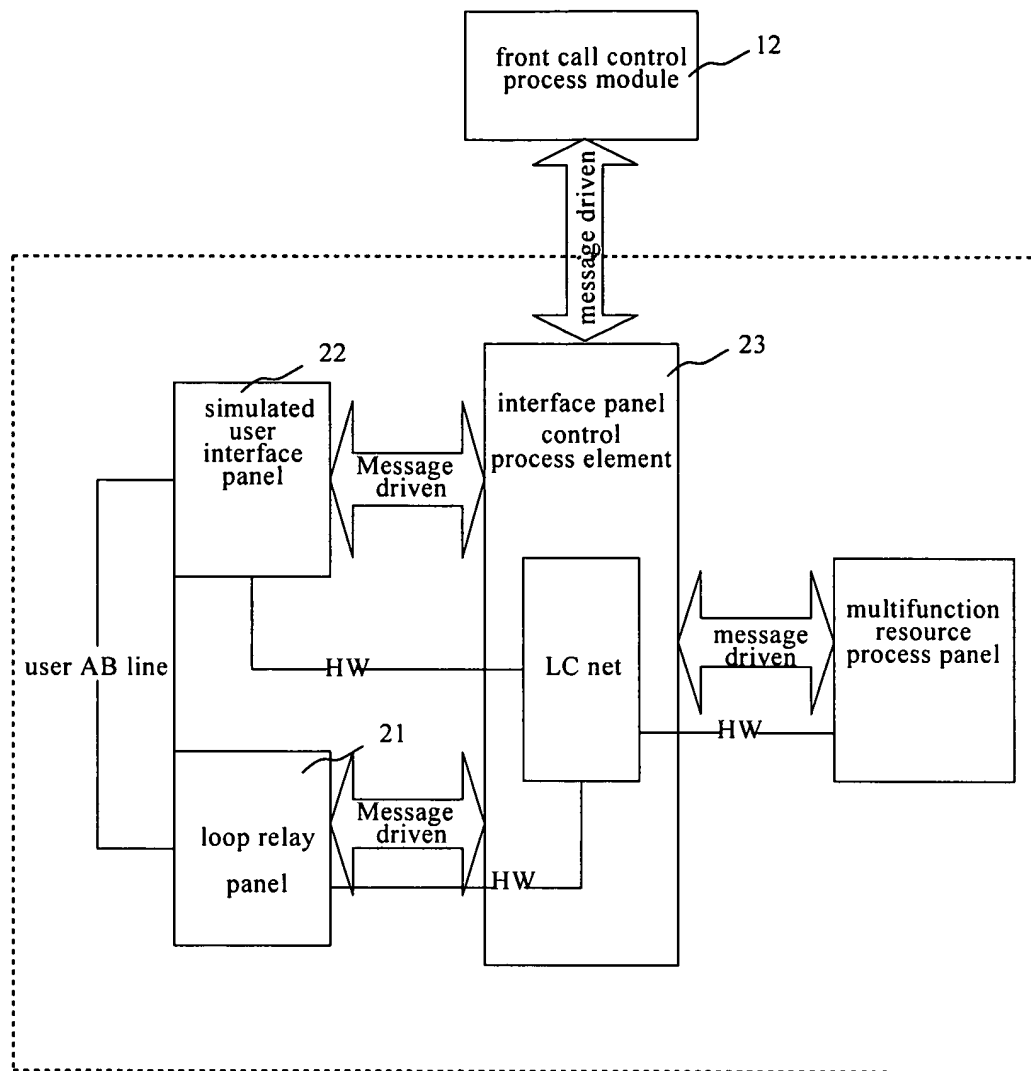 front call control
process module
12
message driven
22
simulated
user
interface
panel
Message
driven
23
interface panel
control
process element
user AB line
HW
LC net
message
driven
multifunction
resource
process panel
HW
21
loop relay
panel
Message
driven
HW